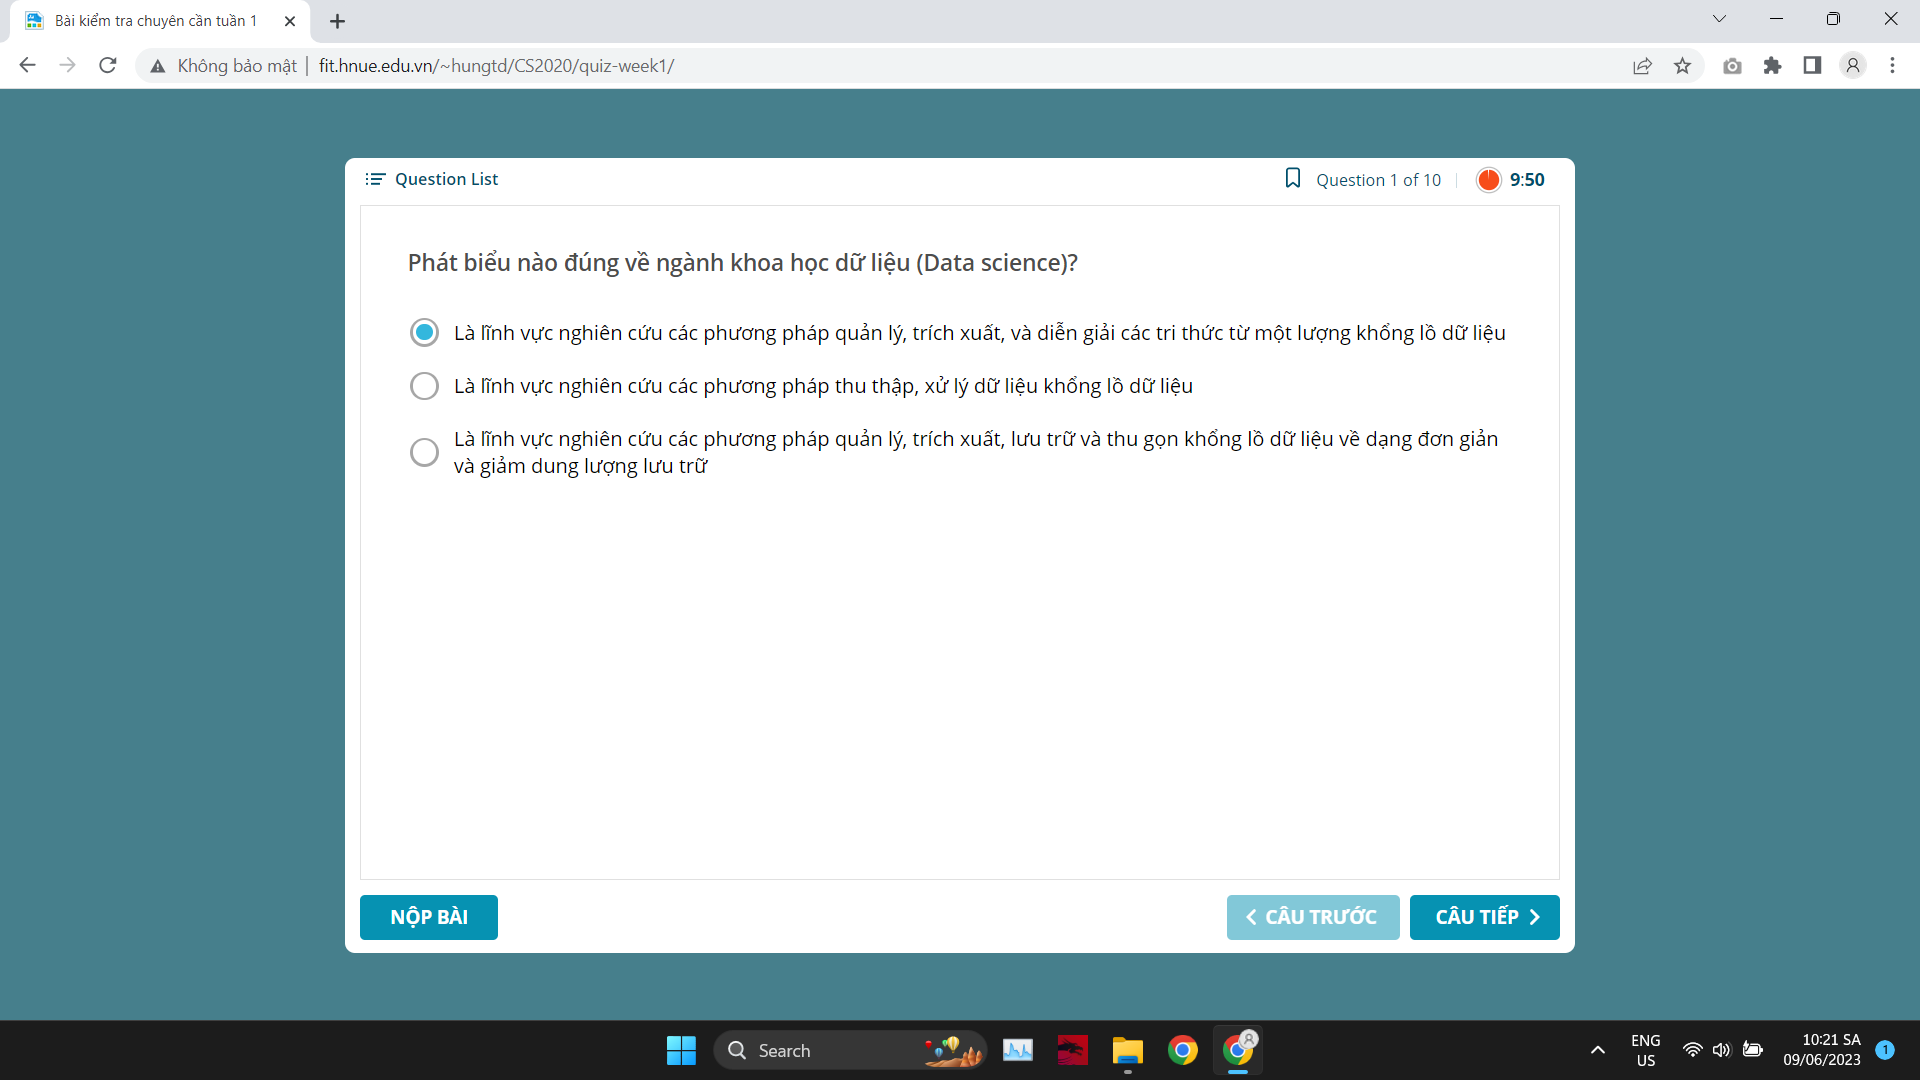 Bài kiểm tra chuyên cần tuần 1
Không bảo mật
fit.hnue.edu.vn/~hungtd/CS2020/quiz-week1/
Question List
Question 1 of 10
9:50
Phát biểu nào đúng về ngành khoa học dữ liệu (Data science)?
Là lĩnh vực nghiên cứu các phương pháp quản lý, trích xuất, và diễn giải các tri thức từ một lượng khổng lồ dữ liệu
Là lĩnh vực nghiên cứu các phương pháp thu thập, xử lý dữ liệu khổng lồ dữ liệu
Là lĩnh vực nghiên cứu các phương pháp quản lý, trích xuất, lưu trữ và thu gọn khổng lồ dữ liệu về dạng đơn giản
và giảm dung lượng lưu trữ
NỘP BÀI
CÂU TRƯỚC
CÂU TIẾP
Search
ENG
US
10:21 SA
09/06/2023
1